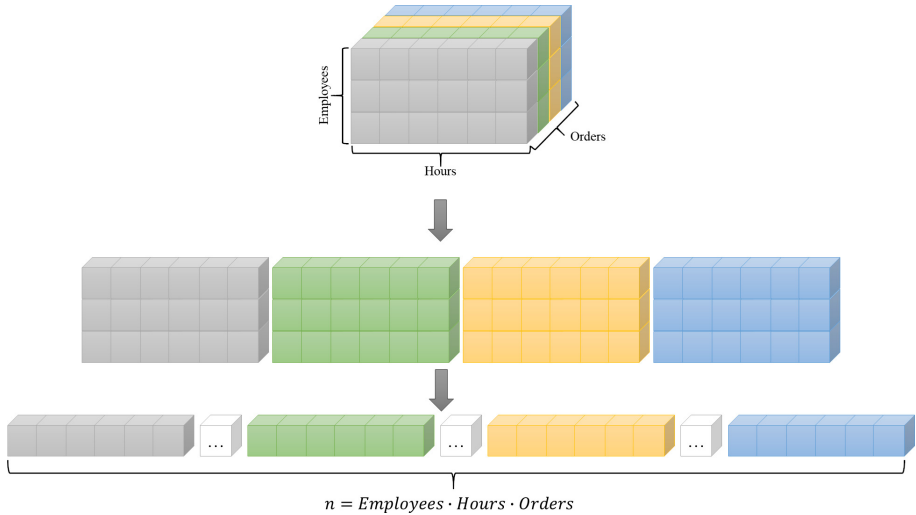 Employees
Orders
Hours
...
...
...
n = Employees · Hours · Orders